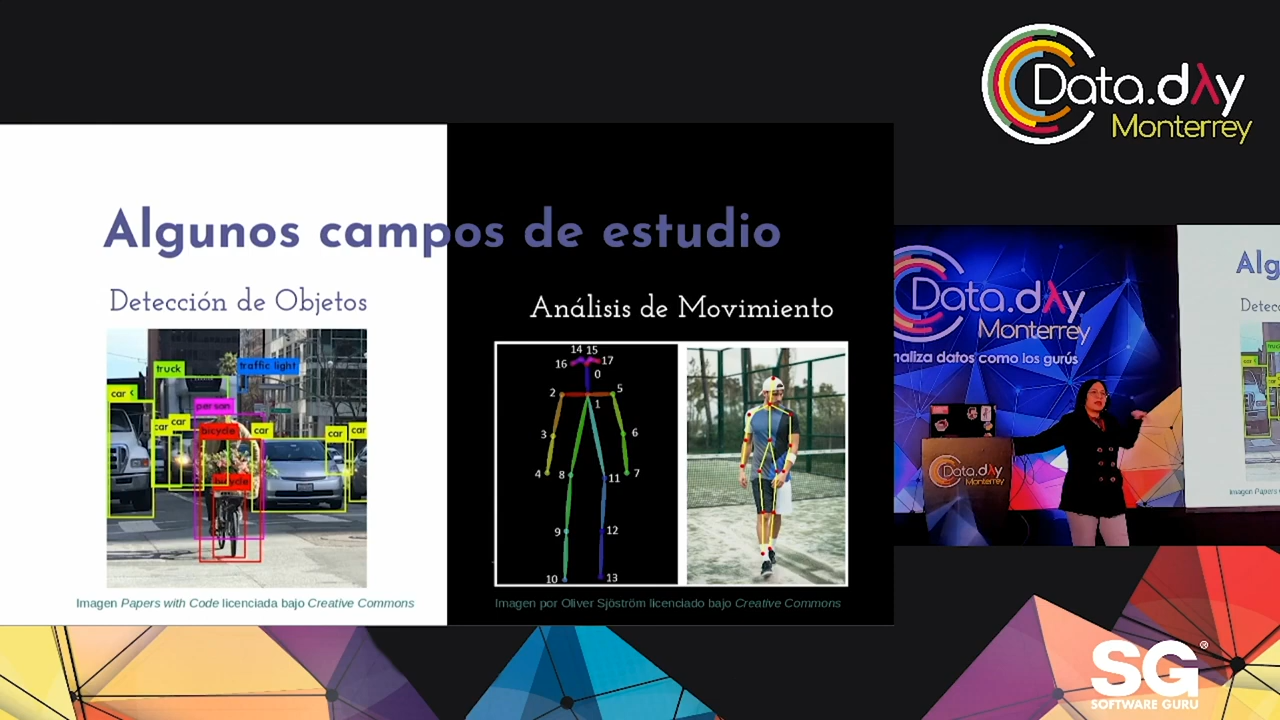 Data.dλy
Monterrey
Algunos campos de estudio
Detección de Objetos
truck
traffic light
car
person
car
car
bicycle
car
car
car
bicycle
Imagen Papers with Code licenciada bajo Creative Commons
Análisis de Movimiento
14 15
16
17
0
2
5
1
3
6
4
8
7
11
9
12
10
13
Imagen por Oliver Sjöström licenciado bajo Creative Commons
Data.dλy
Monterrey
naliza datos como los gurús
Data.dλy
Monterrey
Alg
Detecc
Imagen Papers
SG®
SOFTWARE GURU